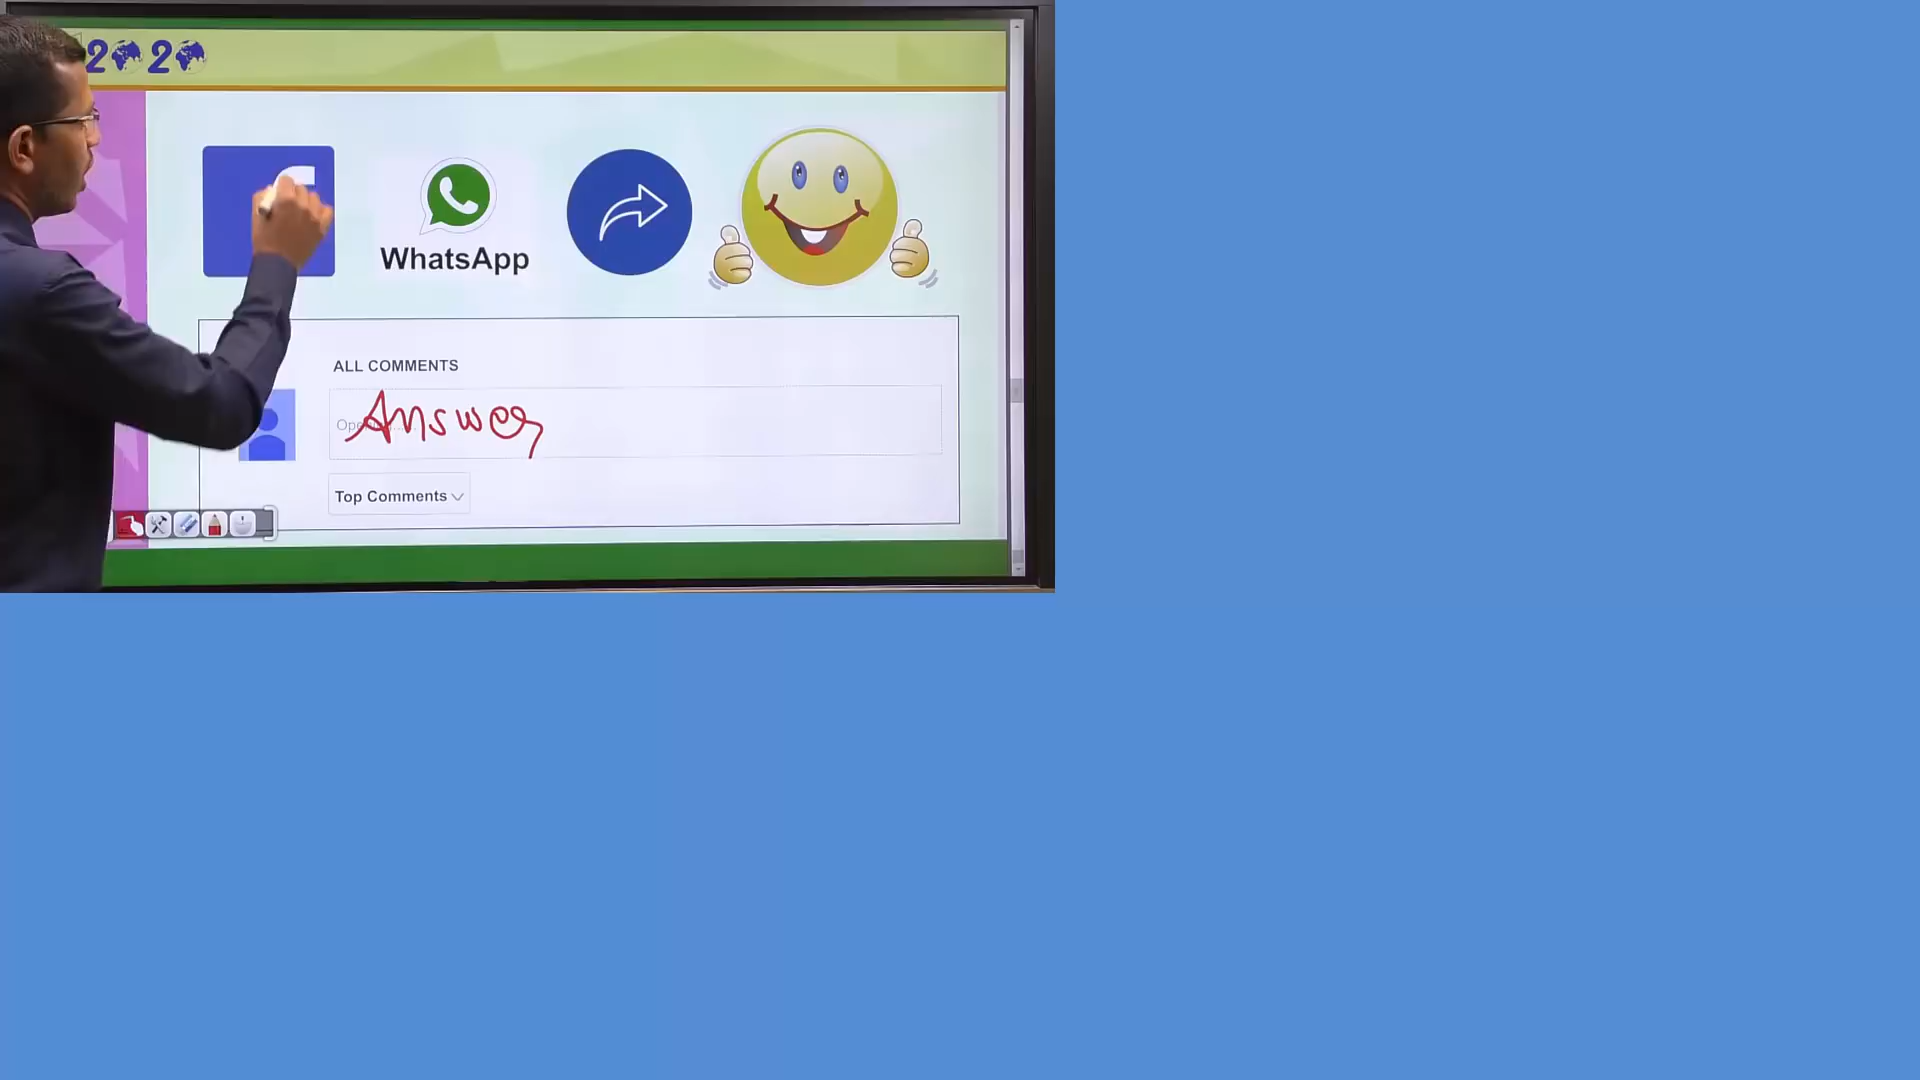 2020
f
WhatsApp
ALL COMMENTS
Answer
Top Comments